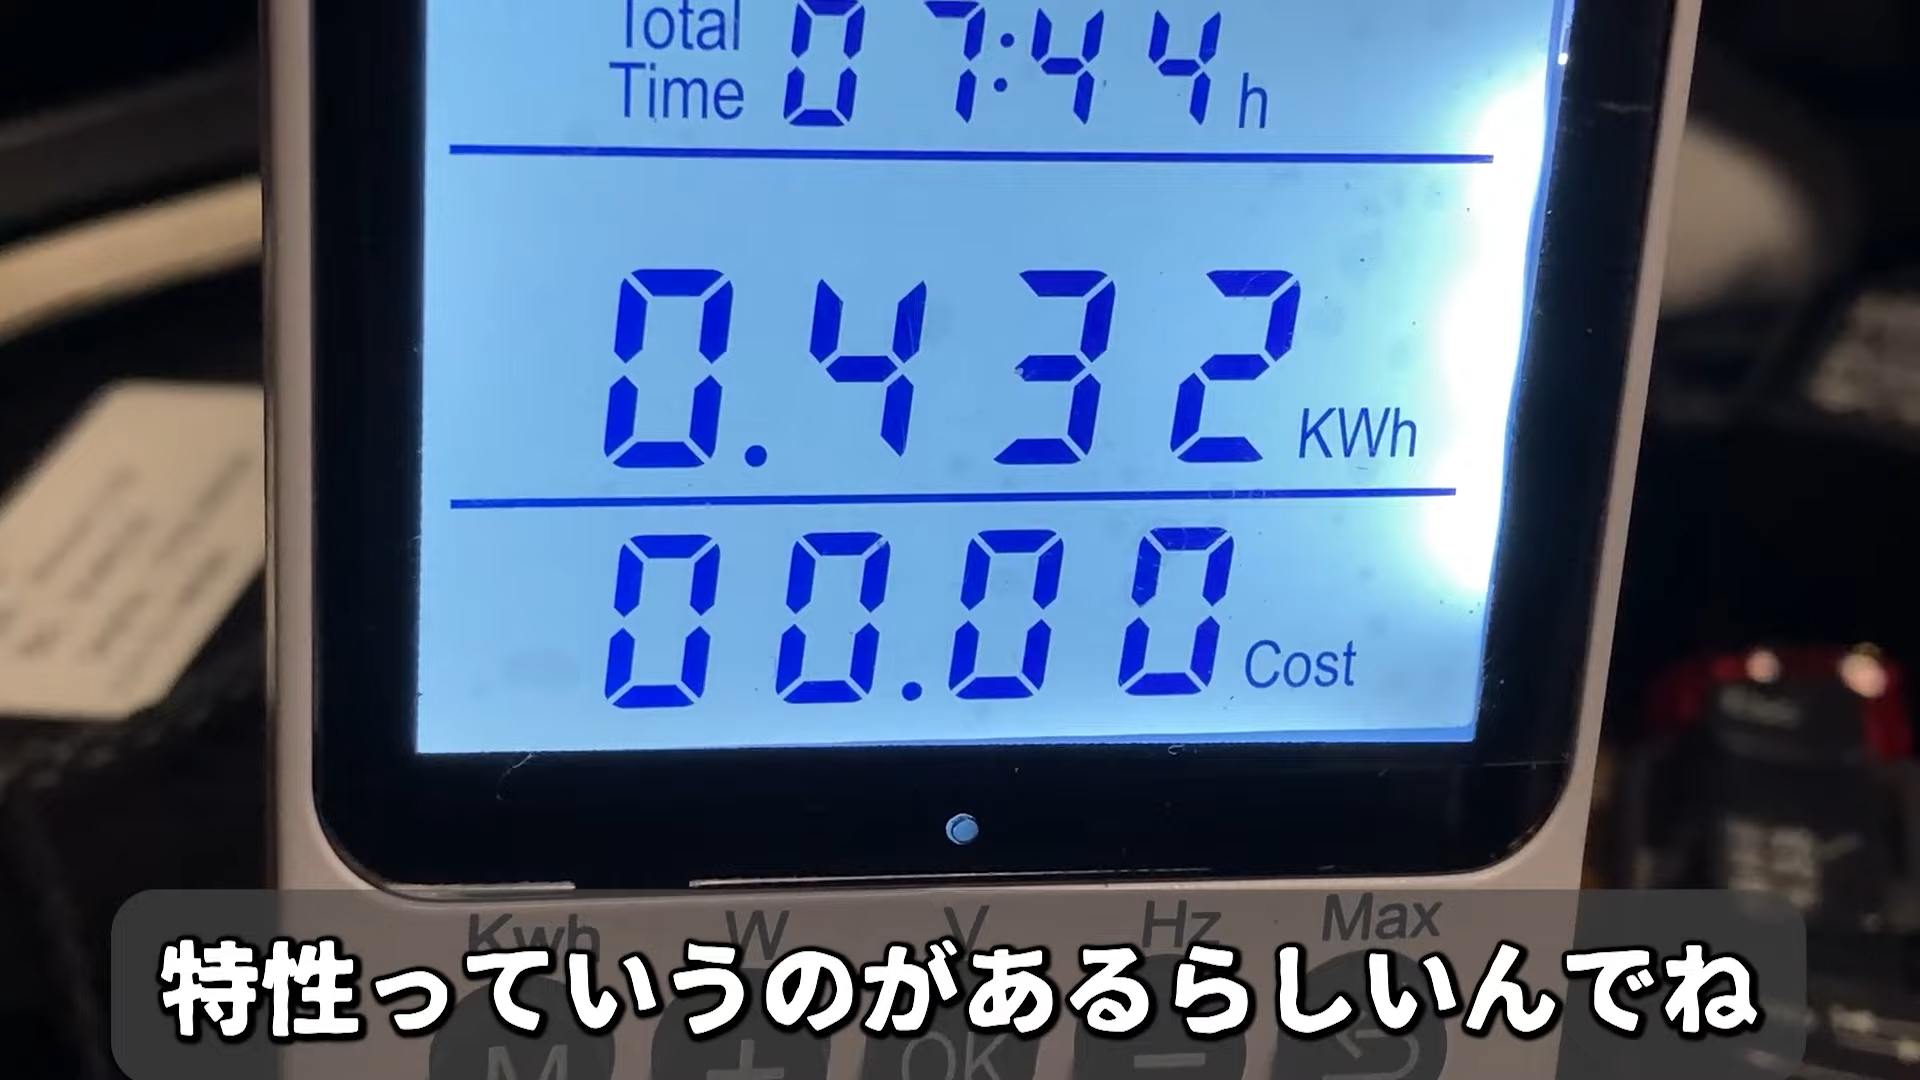 Total
Time 07:44 h
0.432 KWh
00.00 Cost
Kwh W V Hz Max
特性っていうのがあるらしいんでね
M + OK −